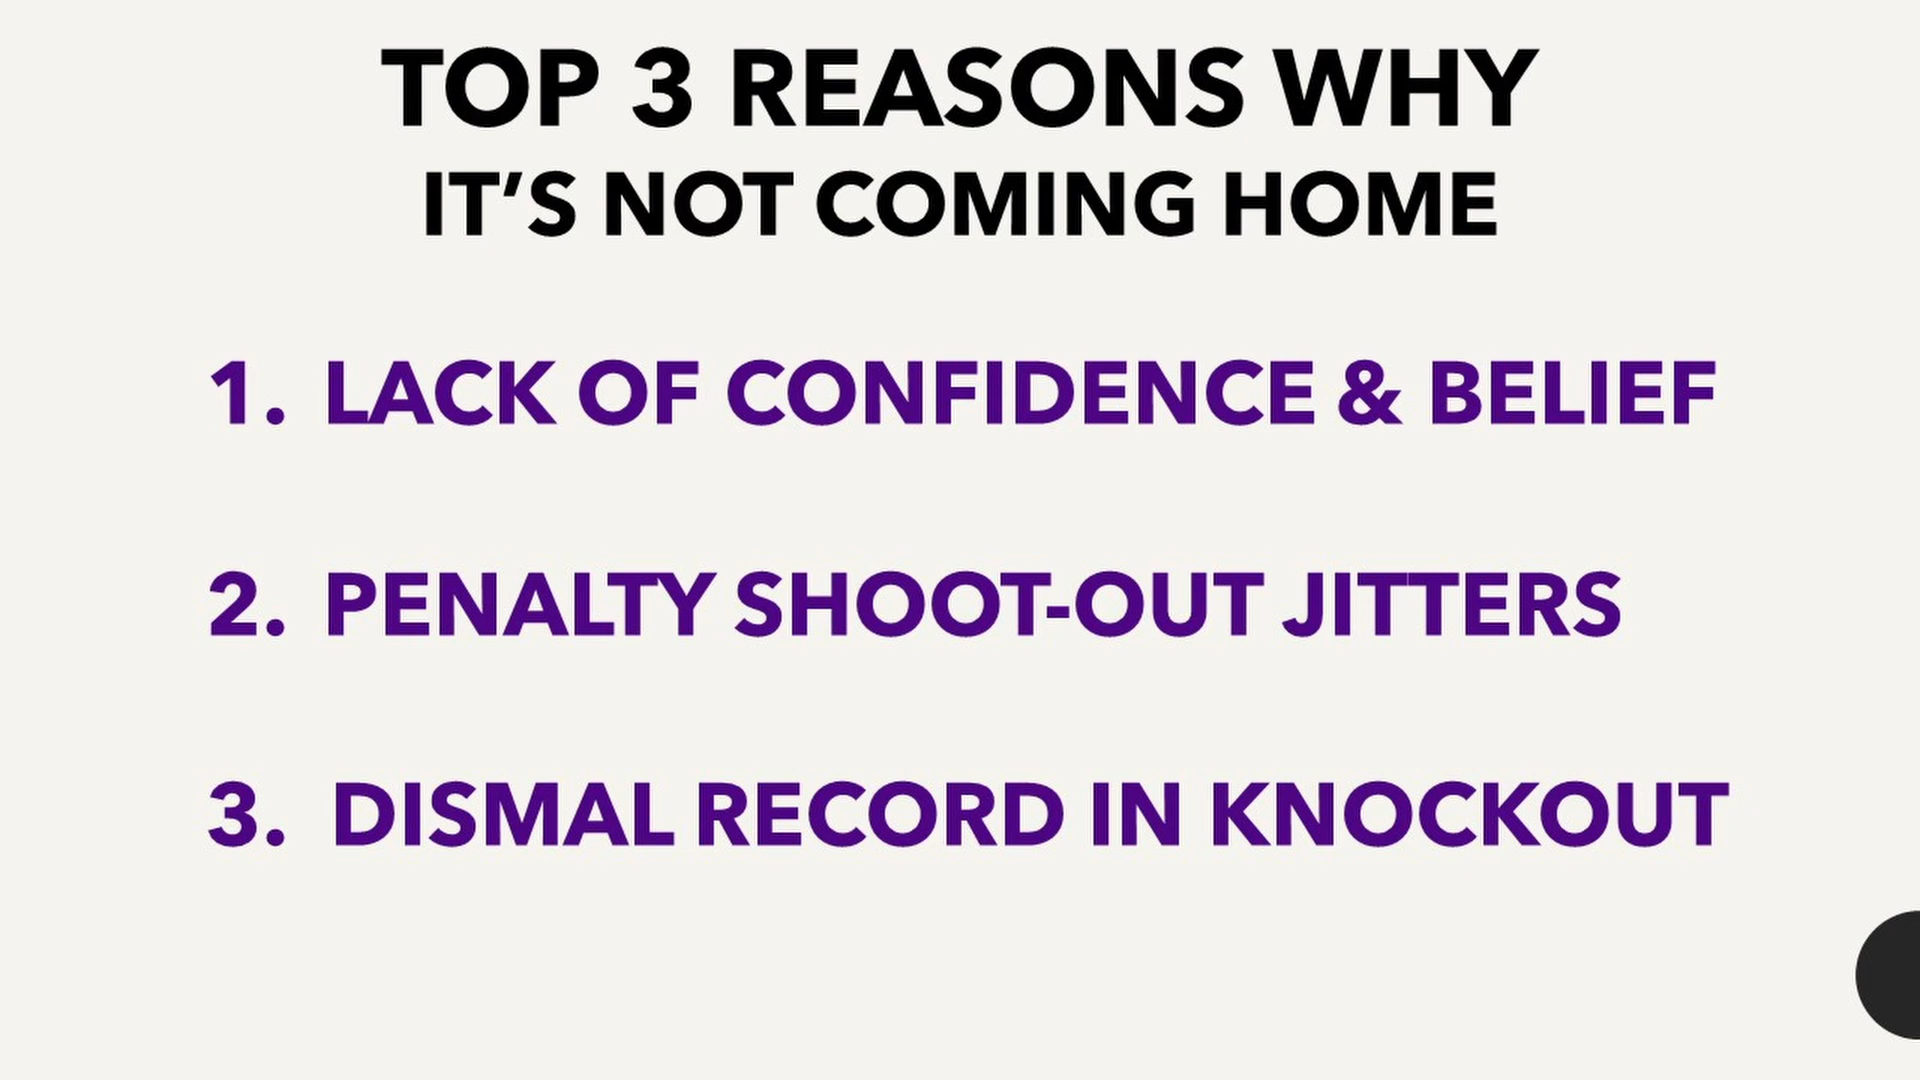 TOP 3 REASONS WHY
IT’S NOT COMING HOME
1. LACK OF CONFIDENCE & BELIEF
2. PENALTY SHOOT-OUT JITTERS
3. DISMAL RECORD IN KNOCKOUT